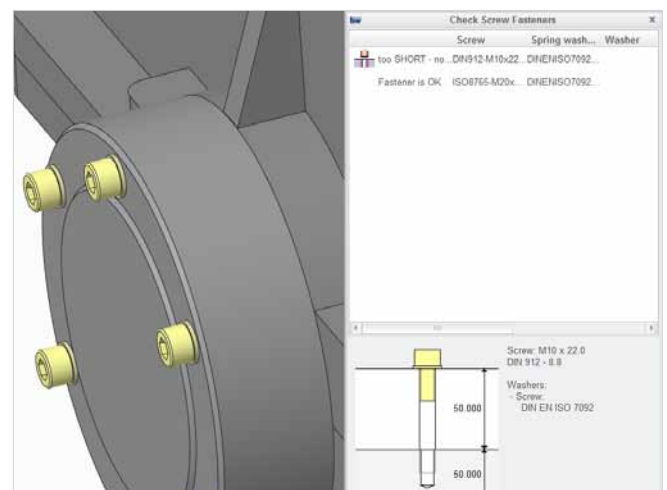 Check Screw Fasteners
x
Screw Spring wash... Washer
too SHORT - no... DIN912-M10x22... DINENISO7092...
Fastener is OK ISO8765-M20x... DINENISO7092...
Screw: M10 x 22.0
DIN 912 - 8.8
Washers:
- Screw:
DIN EN ISO 7092
50.000
50.000